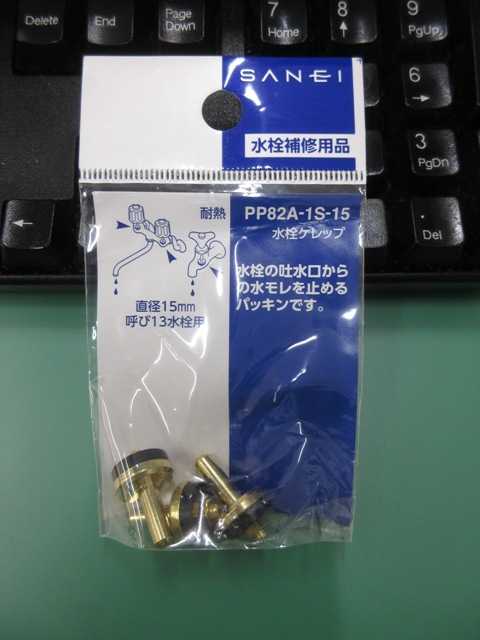 Delete
End
Page
Down
7
Home
8
9
PgUp
6
3
PgDn
Del
SANEI
水栓補修用品
耐熱
PP82A-1S-15
水栓ケレップ
水栓の吐水口から
の水モレを止める
パッキンです。
直径15mm
呼び13水栓用